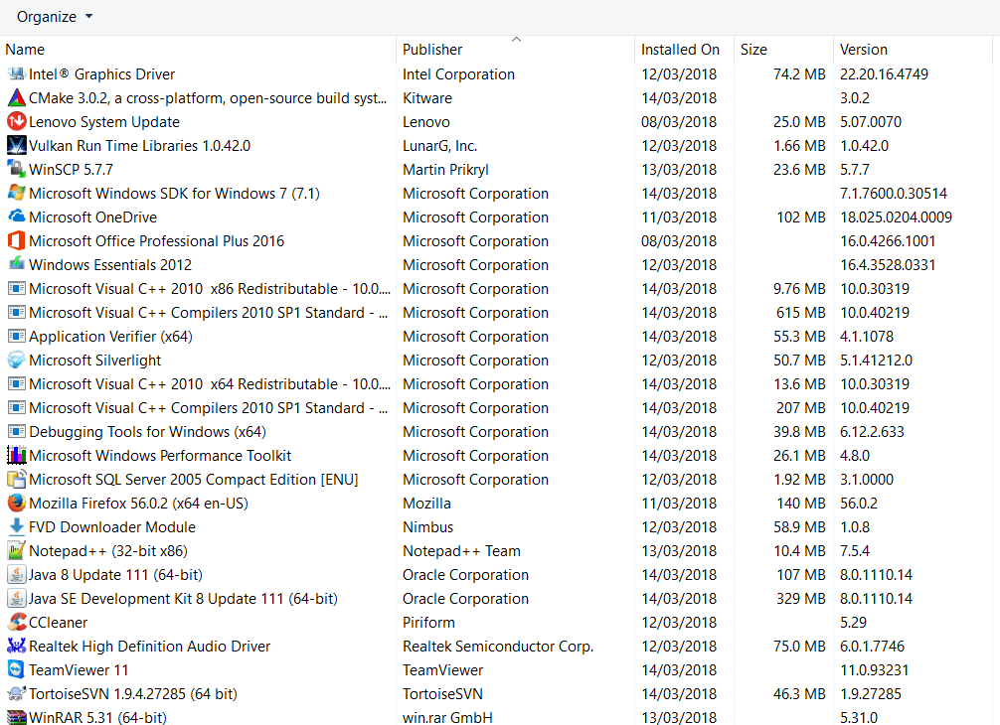 Organize
Name Publisher Installed On Size Version
Intel® Graphics Driver Intel Corporation 12/03/2018 74.2 MB 22.20.16.4749
CMake 3.0.2, a cross-platform, open-source build syst... Kitware 14/03/2018 3.0.2
Lenovo System Update Lenovo 08/03/2018 25.0 MB 5.07.0070
Vulkan Run Time Libraries 1.0.42.0 LunarG, Inc. 12/03/2018 1.66 MB 1.0.42.0
WinSCP 5.7.7 Martin Prikryl 13/03/2018 23.6 MB 5.7.7
Microsoft Windows SDK for Windows 7 (7.1) Microsoft Corporation 14/03/2018 7.1.7600.0.30514
Microsoft OneDrive Microsoft Corporation 11/03/2018 102 MB 18.025.0204.0009
Microsoft Office Professional Plus 2016 Microsoft Corporation 08/03/2018 16.0.4266.1001
Windows Essentials 2012 Microsoft Corporation 12/03/2018 16.4.3528.0331
Microsoft Visual C++ 2010  x86 Redistributable - 10.0.... Microsoft Corporation 14/03/2018 9.76 MB 10.0.30319
Microsoft Visual C++ Compilers 2010 SP1 Standard - ... Microsoft Corporation 14/03/2018 615 MB 10.0.40219
Application Verifier (x64) Microsoft Corporation 14/03/2018 55.3 MB 4.1.1078
Microsoft Silverlight Microsoft Corporation 12/03/2018 50.7 MB 5.1.41212.0
Microsoft Visual C++ 2010  x64 Redistributable - 10.0.... Microsoft Corporation 14/03/2018 13.6 MB 10.0.30319
Microsoft Visual C++ Compilers 2010 SP1 Standard - ... Microsoft Corporation 14/03/2018 207 MB 10.0.40219
Debugging Tools for Windows (x64) Microsoft Corporation 14/03/2018 39.8 MB 6.12.2.633
Microsoft Windows Performance Toolkit Microsoft Corporation 14/03/2018 26.1 MB 4.8.0
Microsoft SQL Server 2005 Compact Edition [ENU] Microsoft Corporation 12/03/2018 1.92 MB 3.1.0000
Mozilla Firefox 56.0.2 (x64 en-US) Mozilla 11/03/2018 140 MB 56.0.2
FVD Downloader Module Nimbus 12/03/2018 58.9 MB 1.0.8
Notepad++ (32-bit x86) Notepad++ Team 13/03/2018 10.4 MB 7.5.4
Java 8 Update 111 (64-bit) Oracle Corporation 14/03/2018 107 MB 8.0.1110.14
Java SE Development Kit 8 Update 111 (64-bit) Oracle Corporation 14/03/2018 329 MB 8.0.1110.14
CCleaner Piriform 12/03/2018 5.29
Realtek High Definition Audio Driver Realtek Semiconductor Corp. 12/03/2018 75.0 MB 6.0.1.7746
TeamViewer 11 TeamViewer 14/03/2018 11.0.93231
TortoiseSVN 1.9.4.27285 (64 bit) TortoiseSVN 14/03/2018 46.3 MB 1.9.27285
WinRAR 5.31 (64-bit) win.rar GmbH 13/03/2018 5.31.0